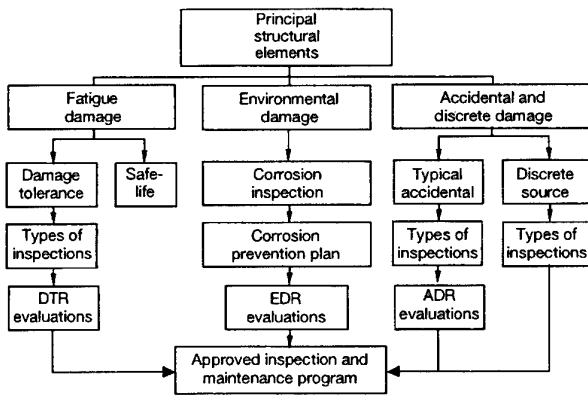 Principal
structural
elements
Fatigue
damage
Environmental
damage
Accidental and
discrete damage
Damage
tolerance
Safe-
life
Corrosion
inspection
Typical
accidental
Discrete
source
Types of
inspections
Corrosion
prevention plan
Types of
inspections
Types of
inspections
DTR
evaluations
EDR
evaluations
ADR
evaluations
Approved inspection and
maintenance program